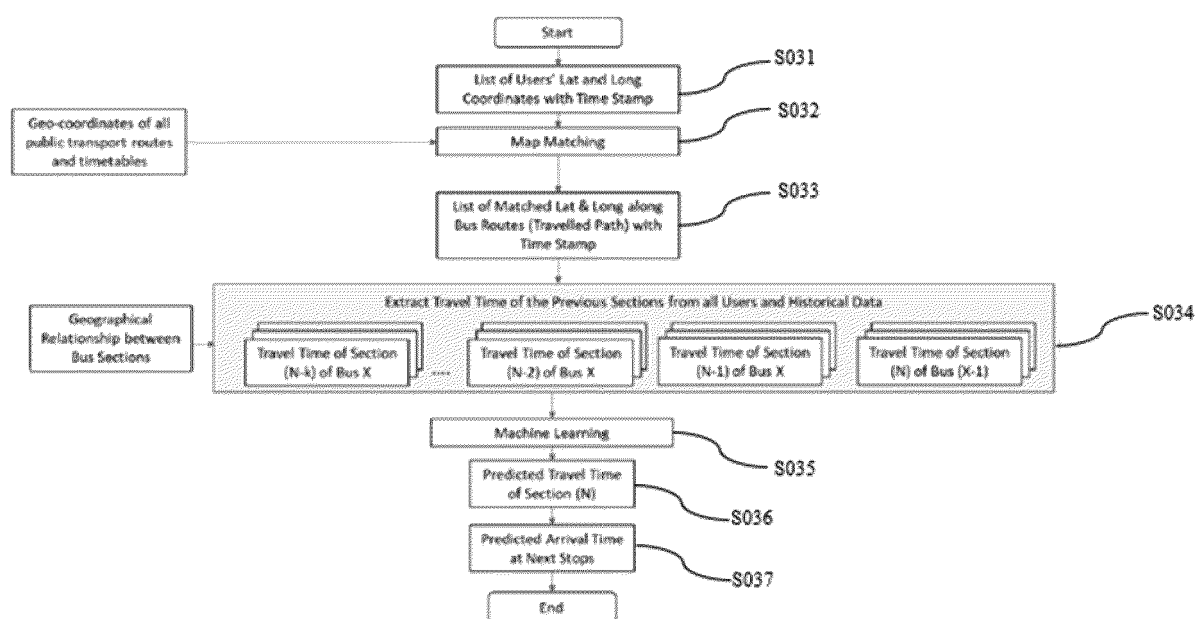 Start
List of Users' Lat and Long
Coordinates with Time Stamp
S031
Geo-coordinates of all
public transport routes
and timetables
Map Matching
S032
List of Matched Lat & Long along
Bus Routes (Travelled Path) with
Time Stamp
S033
Extract Travel Time of the Previous Sections from all Users and Historical Data
Geographical
Relationship between
Bus Sections
Travel Time of Section
(N-k) of Bus X
....
Travel Time of Section
(N-2) of Bus X
Travel Time of Section
(N-1) of Bus X
Travel Time of Section
(N) of Bus (X-1)
S034
Machine Learning
S035
Predicted Travel Time
of Section (N)
S036
Predicted Arrival Time
at Next Stops
S037
End